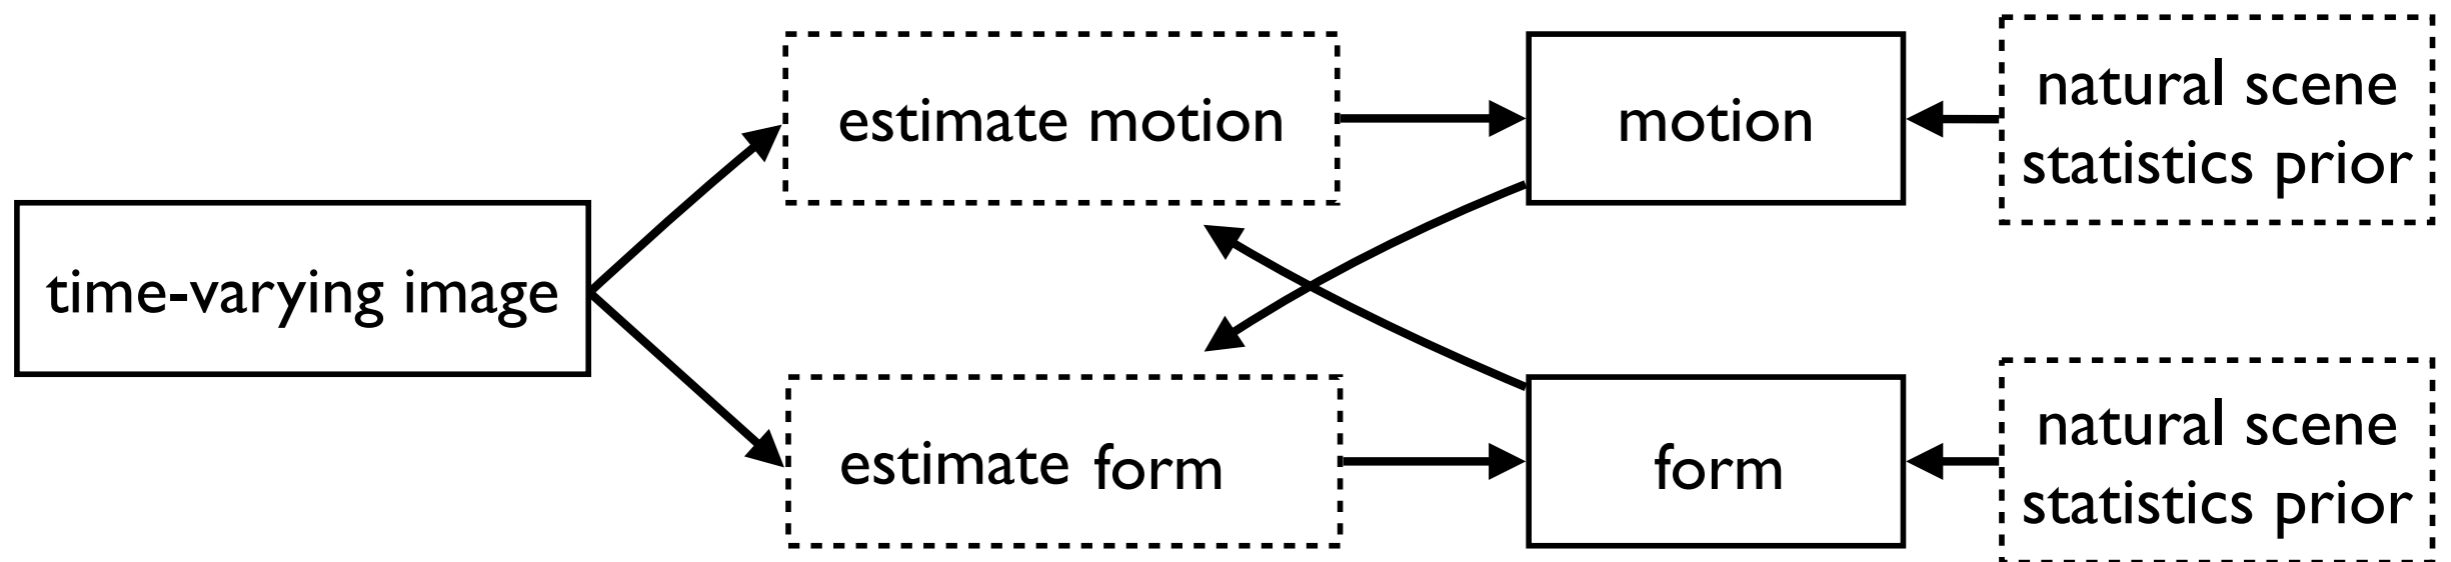 time-varying image
estimate motion
motion
natural scene
statistics prior
estimate form
form
natural scene
statistics prior